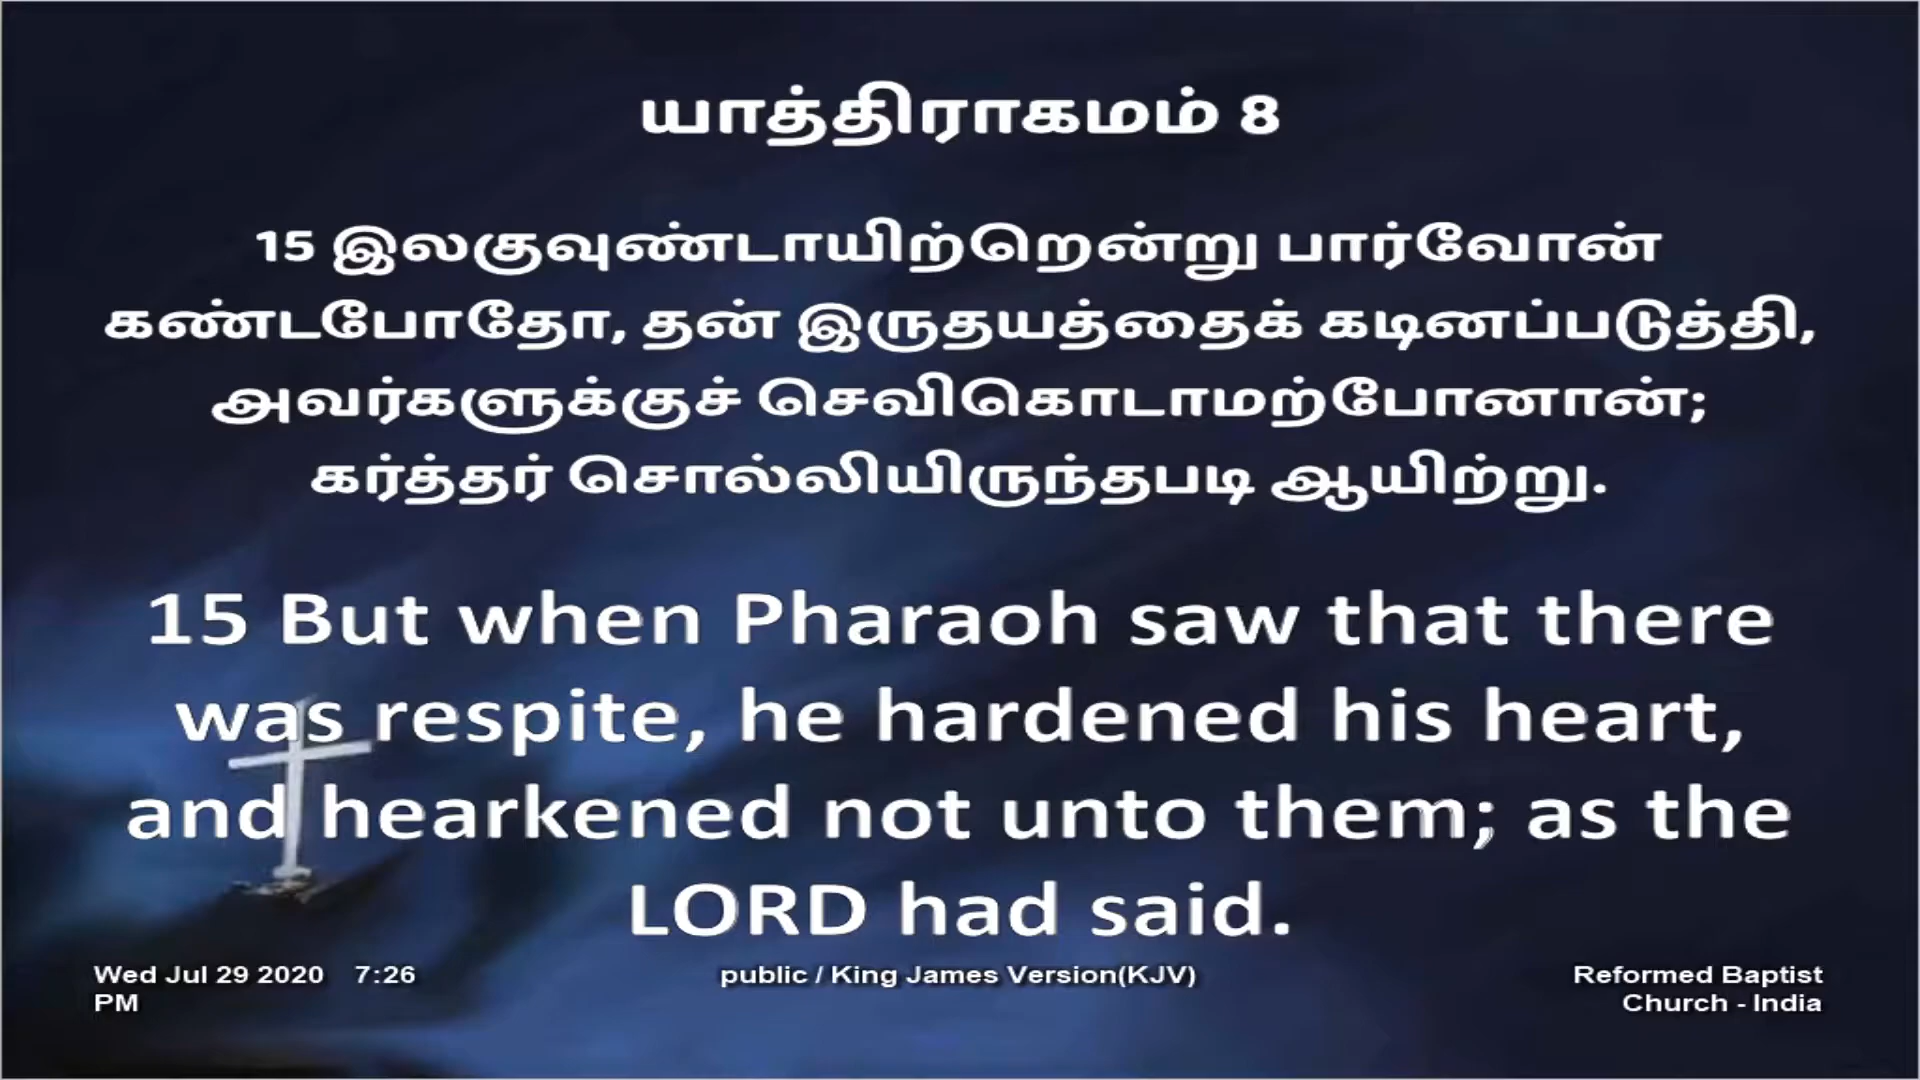 யாத்திராகமம் 8
15 இலகுவுண்டாயிற்றென்று பார்வோன்
கண்டபோதோ, தன் இருதயத்தைக் கடினப்படுத்தி,
அவர்களுக்குச் செவிகொடாமற்போனான்;
கர்த்தர் சொல்லியிருந்தபடி ஆயிற்று.
15 But when Pharaoh saw that there
was respite, he hardened his heart,
and hearkened not unto them; as the
LORD had said.
Wed Jul 29 2020 7:26
PM
public / King James Version(KJV)
Reformed Baptist
Church - India